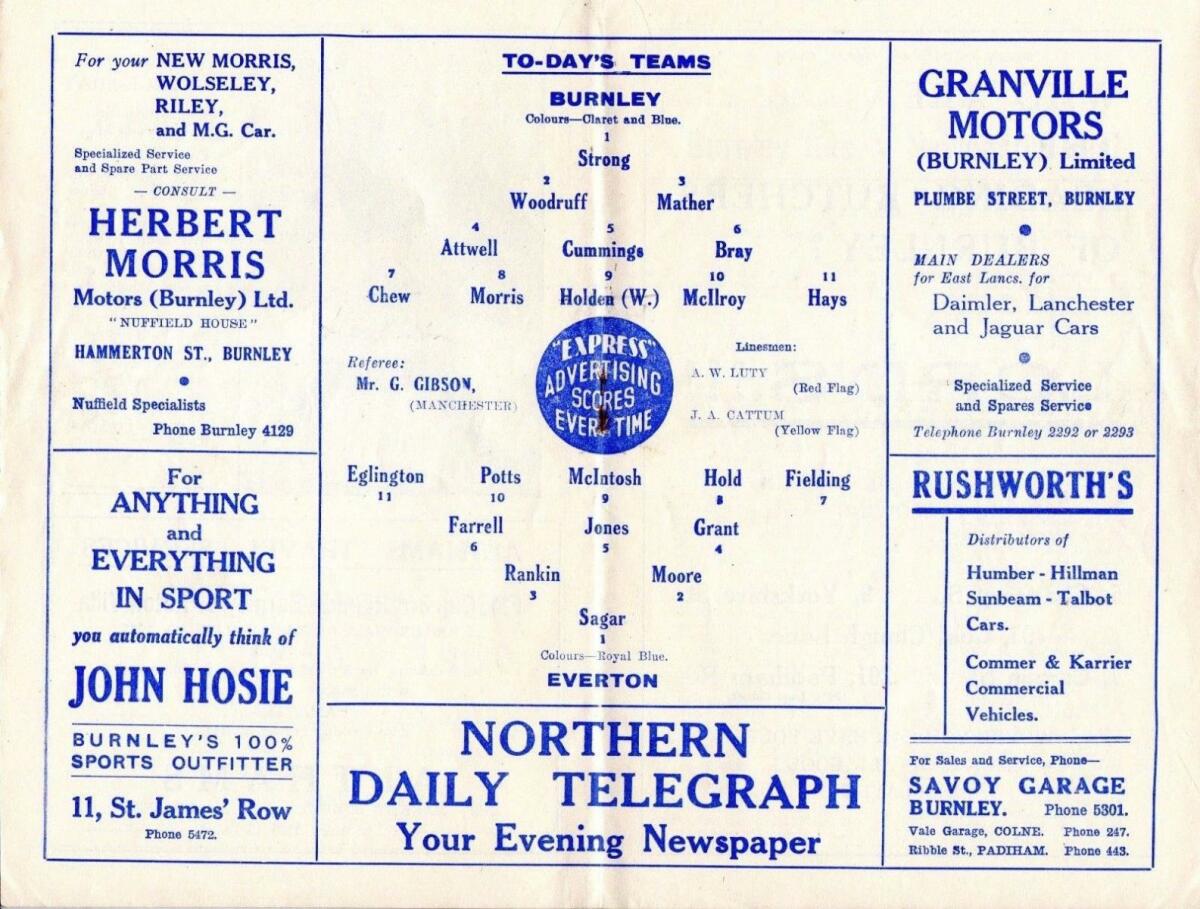 For your NEW MORRIS,
WOLSELEY,
RILEY,
and M.G. Car.
Specialized Service
and Spare Part Service
— CONSULT —
HERBERT
MORRIS
Motors (Burnley) Ltd.
"NUFFIELD HOUSE"
HAMMERTON ST., BURNLEY
Nuffield Specialists
Phone Burnley 4129
For
ANYTHING
and
EVERYTHING
IN SPORT
you automatically think of
JOHN HOSIE
BURNLEY'S 100%
SPORTS OUTFITTER
11, St. James' Row
Phone 5472.
TO-DAY'S TEAMS
BURNLEY
Colours—Claret and Blue.
1
Strong
2 3
Woodruff Mather
4 5 6
Attwell Cummings Bray
7 8 9 10 11
Chew Morris Holden (W.) McIlroy Hays
Referee:
Mr. G. GIBSON,
(MANCHESTER)
"EXPRESS"
ADVERTISING
SCORES
EVERY TIME
Linesmen:
A. W. LUTY
(Red Flag)
J. A. CATTUM
(Yellow Flag)
Eglington Potts McIntosh Hold Fielding
11 10 9 8 7
Farrell Jones Grant
6 5 4
Rankin Moore
3 2
Sagar
1
Colours—Royal Blue.
EVERTON
NORTHERN
DAILY TELEGRAPH
Your Evening Newspaper
GRANVILLE
MOTORS
(BURNLEY) Limited
PLUMBE STREET, BURNLEY
MAIN DEALERS
for East Lancs. for
Daimler, Lanchester
and Jaguar Cars
Specialized Service
and Spares Service
Telephone Burnley 2292 or 2293
RUSHWORTH'S
Distributors of
Humber - Hillman
Sunbeam - Talbot
Cars.
Commer & Karrier
Commercial
Vehicles.
For Sales and Service, Phone—
SAVOY GARAGE
BURNLEY. Phone 5301.
Vale Garage, COLNE. Phone 247.
Ribble St., PADIHAM. Phone 443.